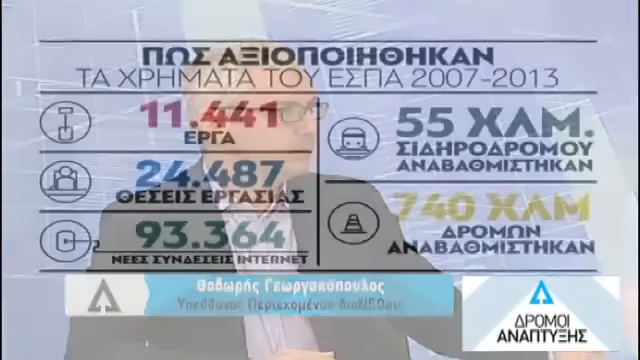 ΠΩΣ ΑΞΙΟΠΟΙΗΘΗΚΑΝ
ΤΑ ΧΡΗΜΑΤΑ ΤΟΥ ΕΣΠΑ 2007-2013
11.441
ΕΡΓΑ
24.487
ΘΕΣΕΙΣ ΕΡΓΑΣΙΑΣ
93.364
ΝΕΕΣ ΣΥΝΔΕΣΕΙΣ INTERNET
55 ΧΛΜ.
ΣΙΔΗΡΟΔΡΟΜΟΥ
ΑΝΑΒΑΘΜΙΣΤΗΚΑΝ
740 ΧΛΜ
ΔΡΟΜΩΝ
ΑΝΑΒΑΘΜΙΣΤΗΚΑΝ
Θοδωρής Γεωργακόπουλος
Υπεύθυνος Περιεχομένου διαΝΕΟσις
ΔΡΟΜΟΙ
ΑΝΑΠΤΥΞΗΣ